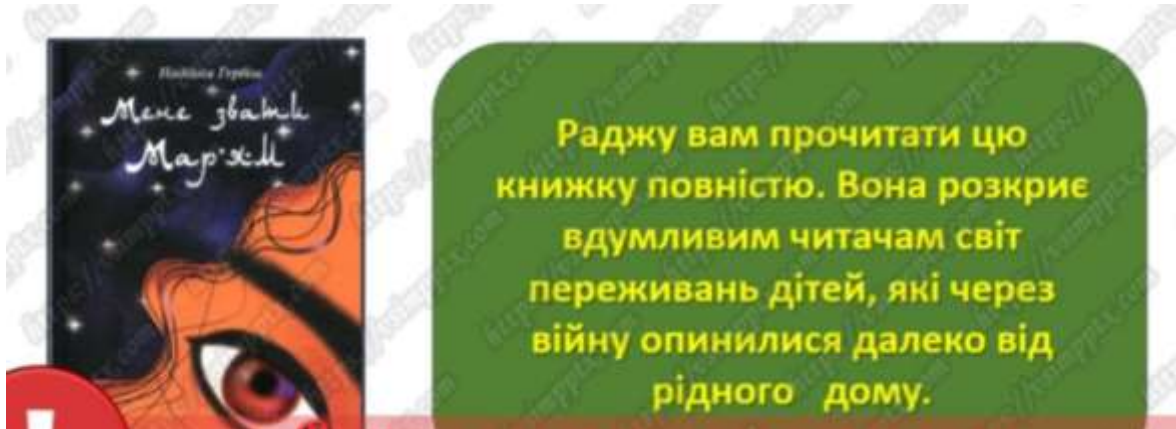 Надійка Гербіш
Мене звати
Мар'ям
Раджу вам прочитати цю
книжку повністю. Вона розкриє
вдумливим читачам світ
переживань дітей, які через
війну опинилися далеко від
рідного дому.